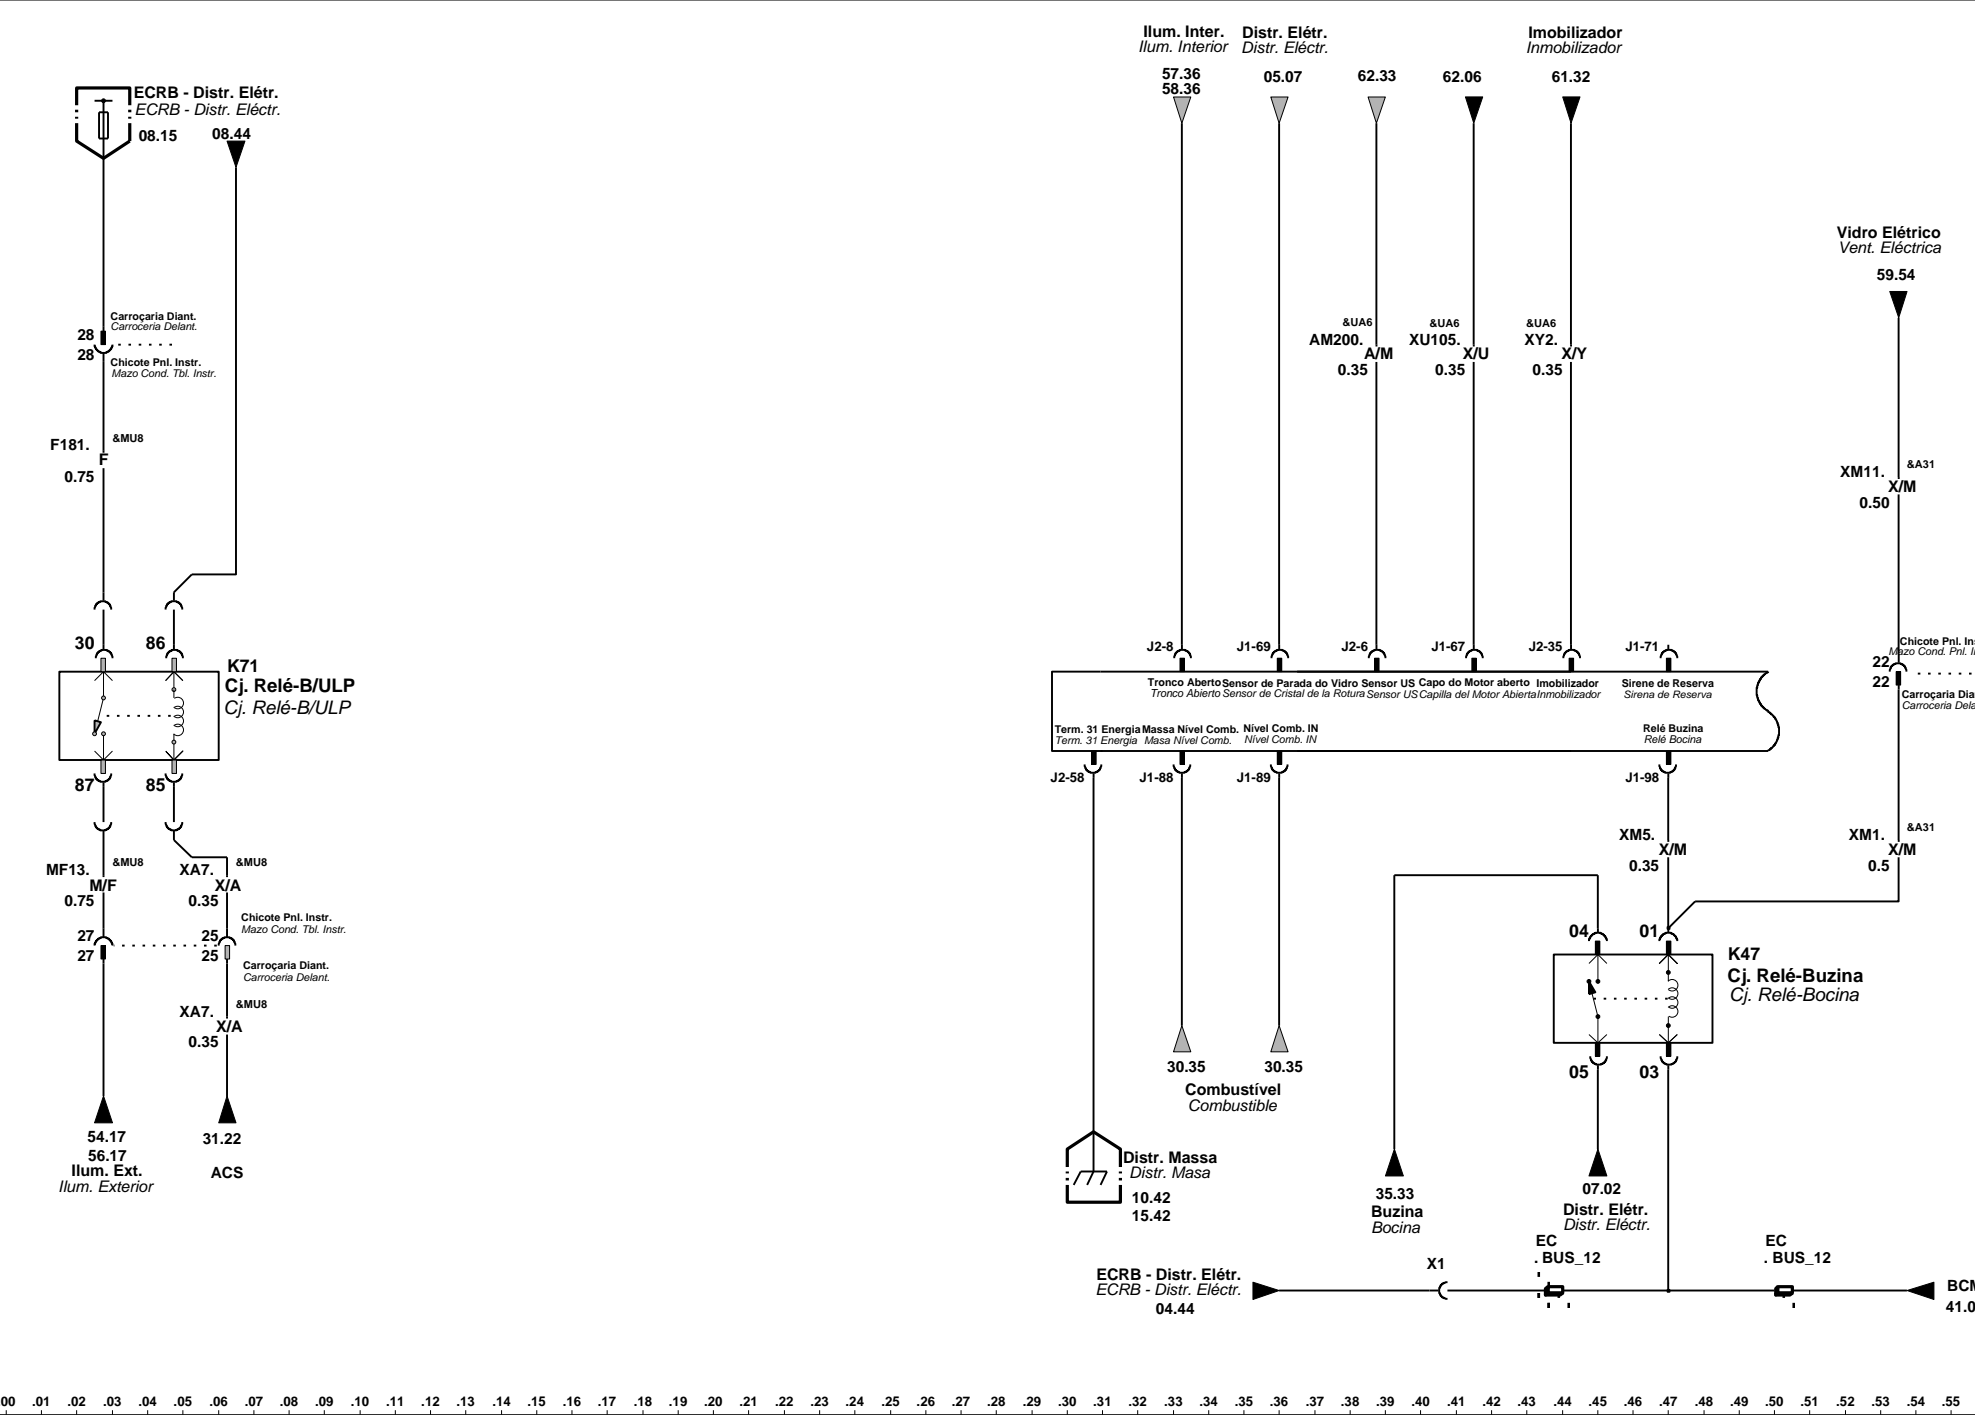 Ilum. Inter.
Ilum. Interior
57.36
58.36
Distr. Elétr.
Distr. Eléctr.
05.07
62.33
62.06
Imobilizador
Inmobilizador
61.32
ECRB - Distr. Elétr.
ECRB - Distr. Eléctr.
08.15
08.44
Vidro Elétrico
Vent. Eléctrica
59.54
Carroçaria Diant.
Carroceria Delant.
28
28
Chicote Pnl. Instr.
Mazo Cond. Tbl. Instr.
&UA6
AM200.
A/M
0.35
&UA6
XU105.
X/U
0.35
&UA6
XY2.
X/Y
0.35
&MU8
F181.
F
0.75
&A31
XM11.
X/M
0.50
30
86
K71
Cj. Relé-B/ULP
Cj. Relé-B/ULP
87
85
J2-8
J1-69
J2-6
J1-67
J2-35
J1-71
Tronco Aberto
Tronco Abierto
Sensor de Parada do Vidro
Sensor de Cristal de la Rotura
Sensor US
Sensor US
Capo do Motor aberto
Capilla del Motor Abierta
Imobilizador
Inmobilizador
Sirene de Reserva
Sirena de Reserva
Term. 31 Energia
Term. 31 Energia
Massa Nível Comb.
Masa Nível Comb.
Nível Comb. IN
Nível Comb. IN
Relé Buzina
Relé Bocina
J2-58
J1-88
J1-89
J1-98
Chicote Pnl. Ins
Mazo Cond. Pnl. I
22
22
Carroçaria Dia
Carroceria Dela
&MU8
MF13.
M/F
0.75
&MU8
XA7.
X/A
0.35
XM5.
X/M
0.35
&A31
XM1.
X/M
0.5
Chicote Pnl. Instr.
Mazo Cond. Tbl. Instr.
27
27
25
25
Carroçaria Diant.
Carroceria Delant.
&MU8
XA7.
X/A
0.35
04
01
K47
Cj. Relé-Buzina
Cj. Relé-Bocina
05
03
54.17
56.17
Ilum. Ext.
Ilum. Exterior
31.22
ACS
30.35
30.35
Combustível
Combustible
Distr. Massa
Distr. Masa
10.42
15.42
35.33
Buzina
Bocina
07.02
Distr. Elétr.
Distr. Eléctr.
ECRB - Distr. Elétr.
ECRB - Distr. Eléctr.
04.44
X1
EC
. BUS_12
EC
. BUS_12
BCM
41.0
00 .01 .02 .03 .04 .05 .06 .07 .08 .09 .10 .11 .12 .13 .14 .15 .16 .17 .18 .19 .20 .21 .22 .23 .24 .25 .26 .27 .28 .29 .30 .31 .32 .33 .34 .35 .36 .37 .38 .39 .40 .41 .42 .43 .44 .45 .46 .47 .48 .49 .50 .51 .52 .53 .54 .55